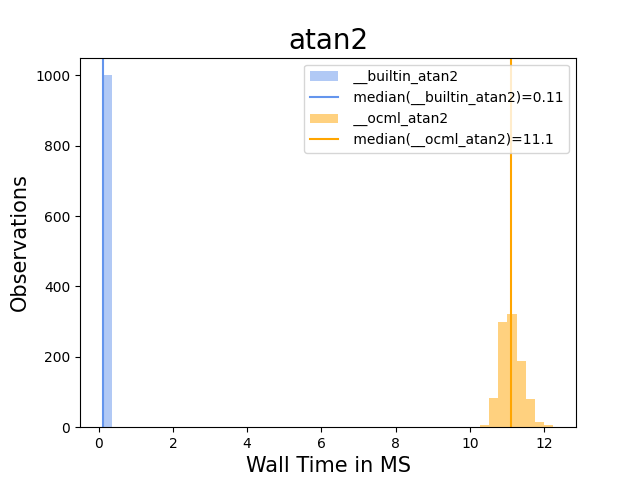 atan2
__builtin_atan2
median(__builtin_atan2)=0.11
__ocml_atan2
median(__ocml_atan2)=11.1
1000
800
600
400
200
0
Observations
0 2 4 6 8 10 12
Wall Time in MS